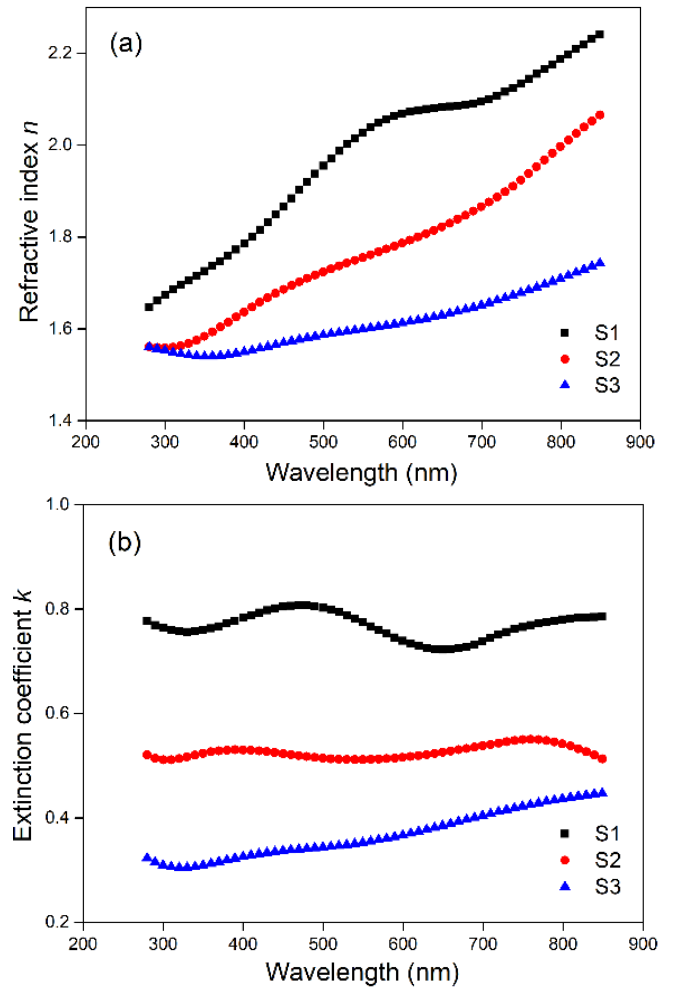 (a)
Refractive index n
2.2
2.0
1.8
1.6
1.4
200 300 400 500 600 700 800 900
Wavelength (nm)
S1
S2
S3
(b)
Extinction coefficient k
1.0
0.8
0.6
0.4
0.2
200 300 400 500 600 700 800 900
Wavelength (nm)
S1
S2
S3